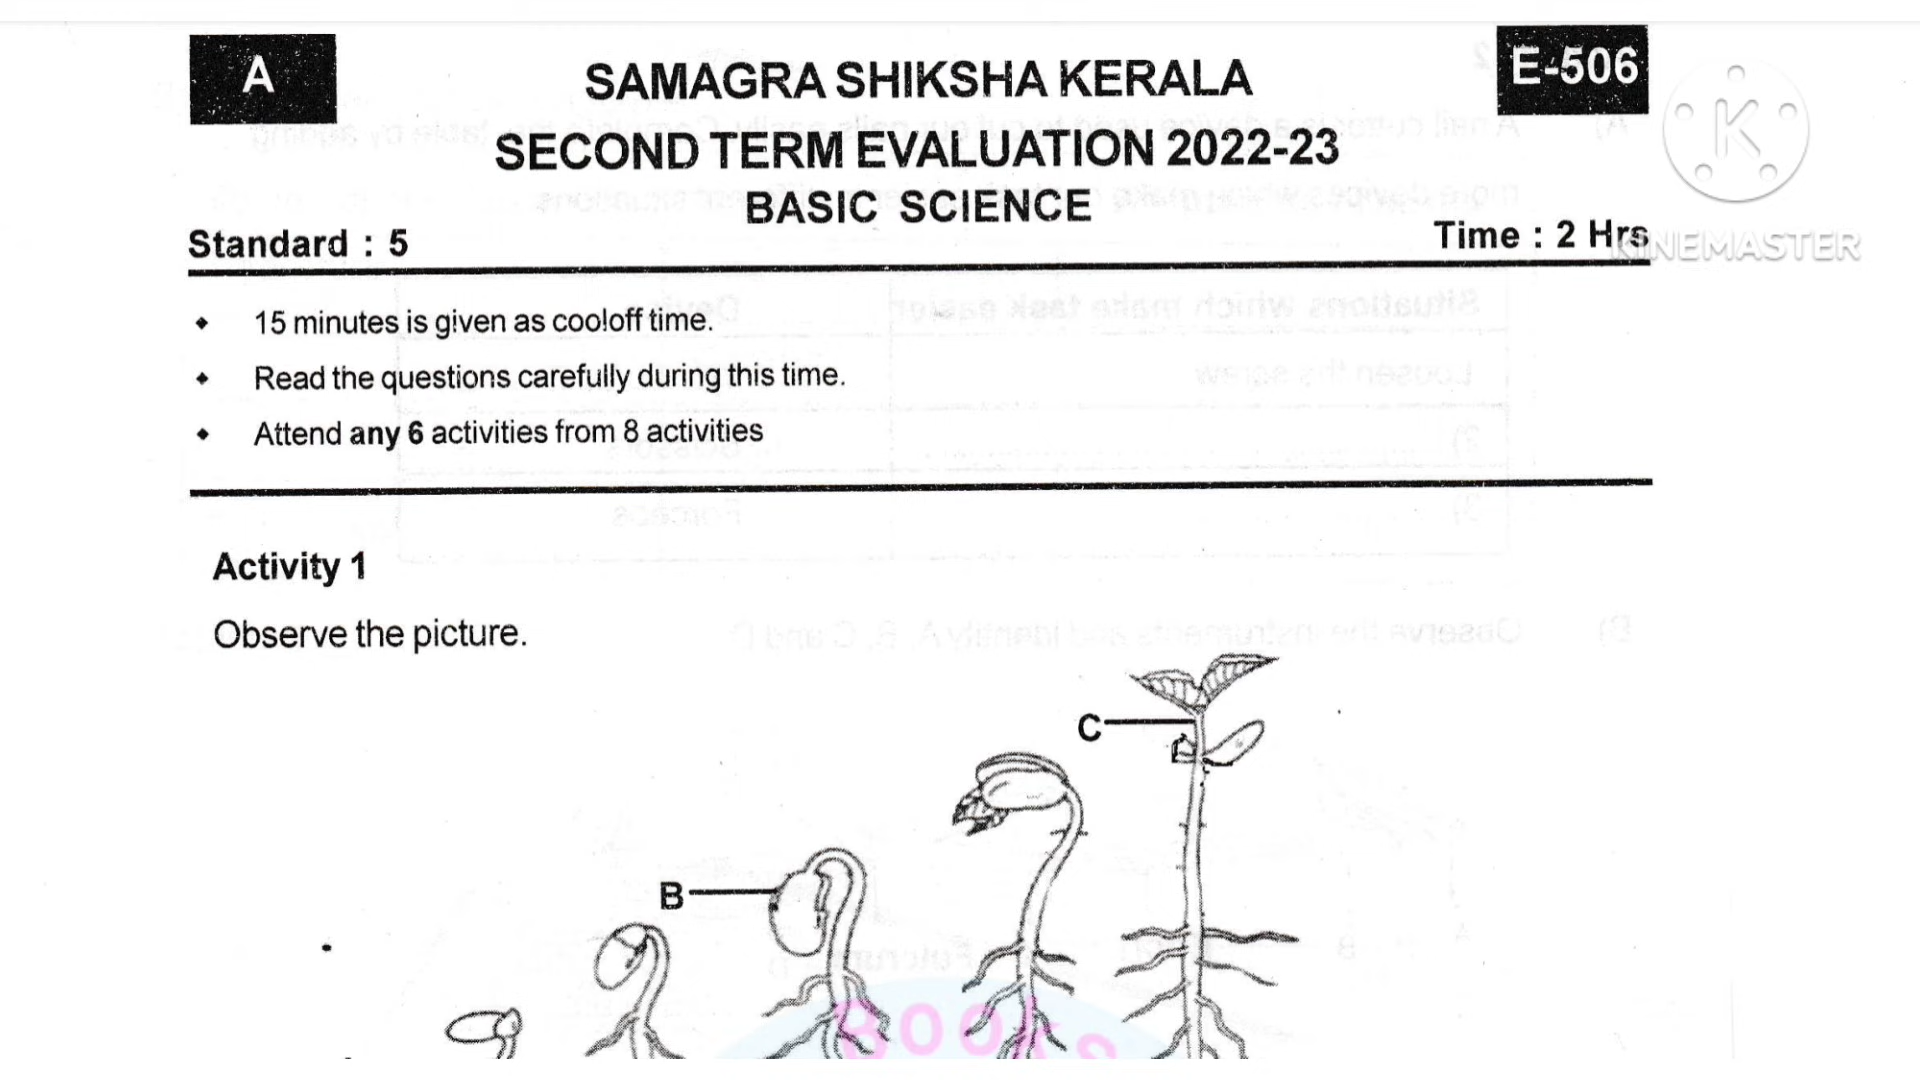 A
E-506
SAMAGRA SHIKSHA KERALA
SECOND TERM EVALUATION 2022-23
BASIC SCIENCE
Standard : 5
Time : 2 Hrs
K
KINEMASTER
15 minutes is given as cooloff time.
Read the questions carefully during this time.
Attend any 6 activities from 8 activities
Activity 1
Observe the picture.
C
B